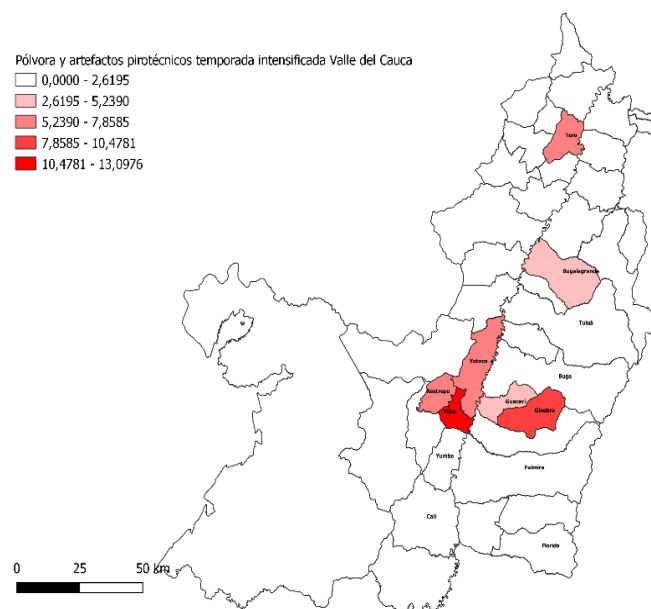 Pólvora y artefactos pirotécnicos temporada intensificada Valle del Cauca
0,0000 - 2,6195
2,6195 - 5,2390
5,2390 - 7,8585
7,8585 - 10,4781
10,4781 - 13,0976
Toro
Bugalagrande
Tuluá
Yotoco
Buga
Restrepo
Guacarí
Ginebra
Vijes
Yumbo
Palmira
Cali
Florida
0 25 50 km